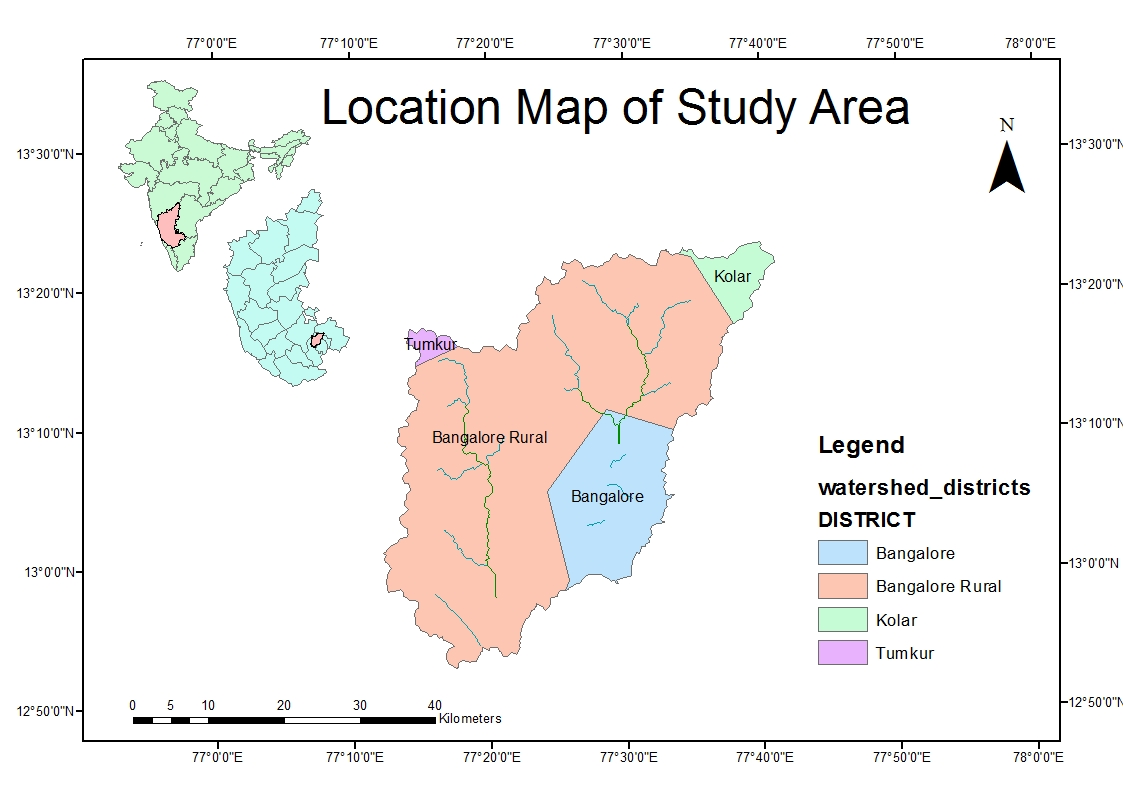 77°0'0"E 77°10'0"E 77°20'0"E 77°30'0"E 77°40'0"E 77°50'0"E 78°0'0"E
Location Map of Study Area
N
13°30'0"N 13°30'0"N
Kolar
13°20'0"N 13°20'0"N
Tumkur
13°10'0"N 13°10'0"N
Bangalore Rural
Legend
watershed_districts
Bangalore
DISTRICT
Bangalore
13°0'0"N 13°0'0"N
Bangalore Rural
Kolar
Tumkur
12°50'0"N 12°50'0"N
0 5 10 20 30 40
Kilometers
77°0'0"E 77°10'0"E 77°20'0"E 77°30'0"E 77°40'0"E 77°50'0"E 78°0'0"E